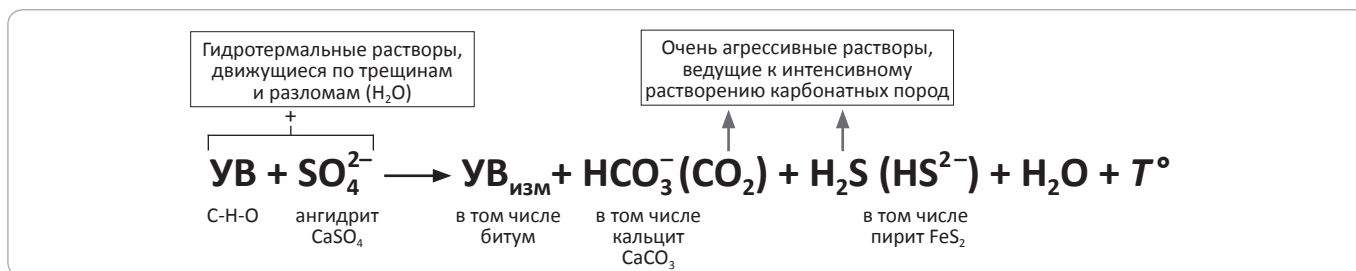 Гидротермальные растворы,
движущиеся по трещинам
и разломам (H₂O)
Очень агрессивные растворы,
ведущие к интенсивному
растворению карбонатных пород
+
УВ + SO₄²⁻ → УВизм + HCO₃⁻ (CO₂) + H₂S (HS²⁻) + H₂O + T°
С-Н-О
ангидрит
CaSO₄
в том числе
битум
в том числе
кальцит
CaCO₃
в том числе
пирит FeS₂